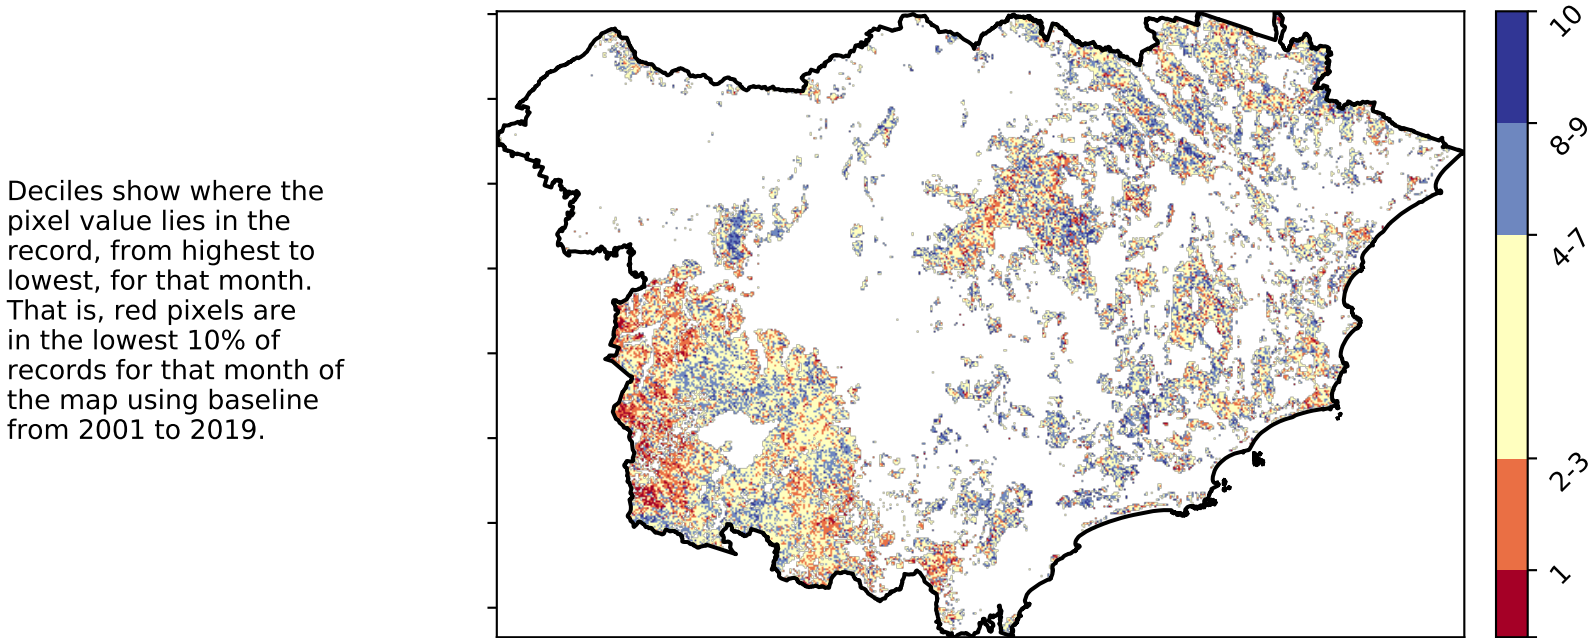 Deciles show where the
pixel value lies in the
record, from highest to
lowest, for that month.
That is, red pixels are
in the lowest 10% of
records for that month of
the map using baseline
from 2001 to 2019.
10
8-9
4-7
2-3
1